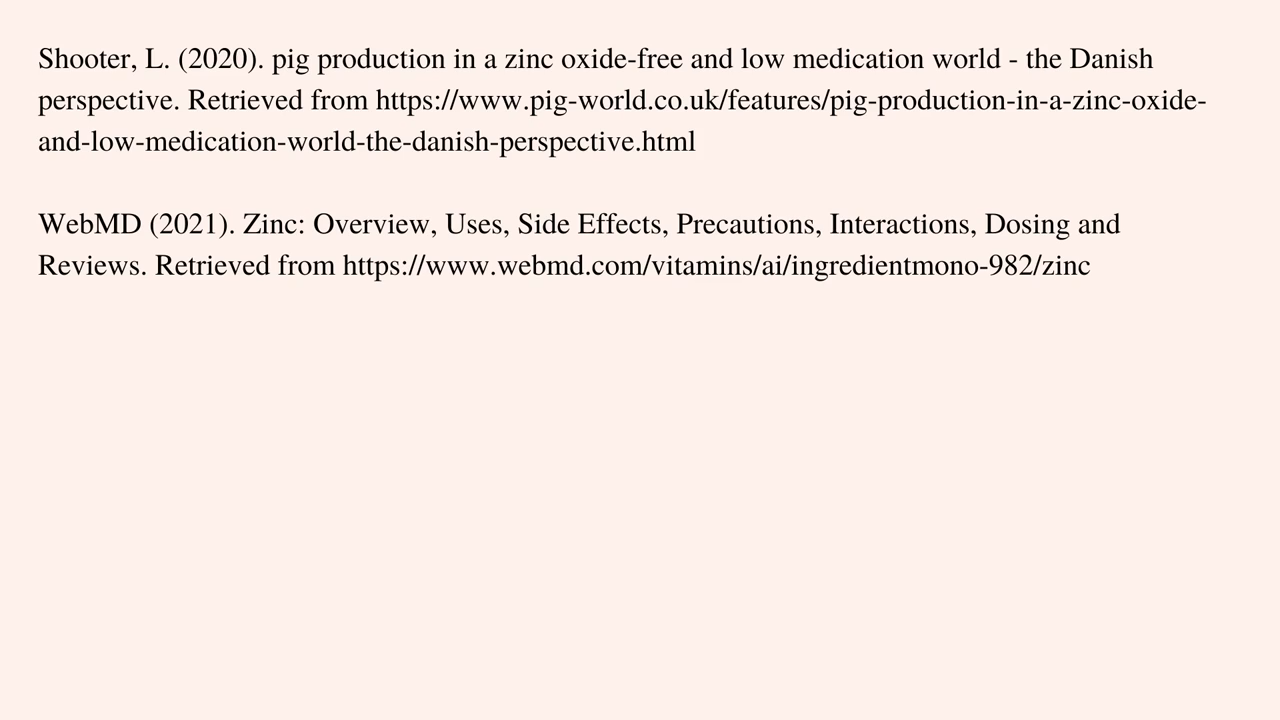 Shooter, L. (2020). pig production in a zinc oxide-free and low medication world - the Danish
perspective. Retrieved from https://www.pig-world.co.uk/features/pig-production-in-a-zinc-oxide-
and-low-medication-world-the-danish-perspective.html
WebMD (2021). Zinc: Overview, Uses, Side Effects, Precautions, Interactions, Dosing and
Reviews. Retrieved from https://www.webmd.com/vitamins/ai/ingredientmono-982/zinc